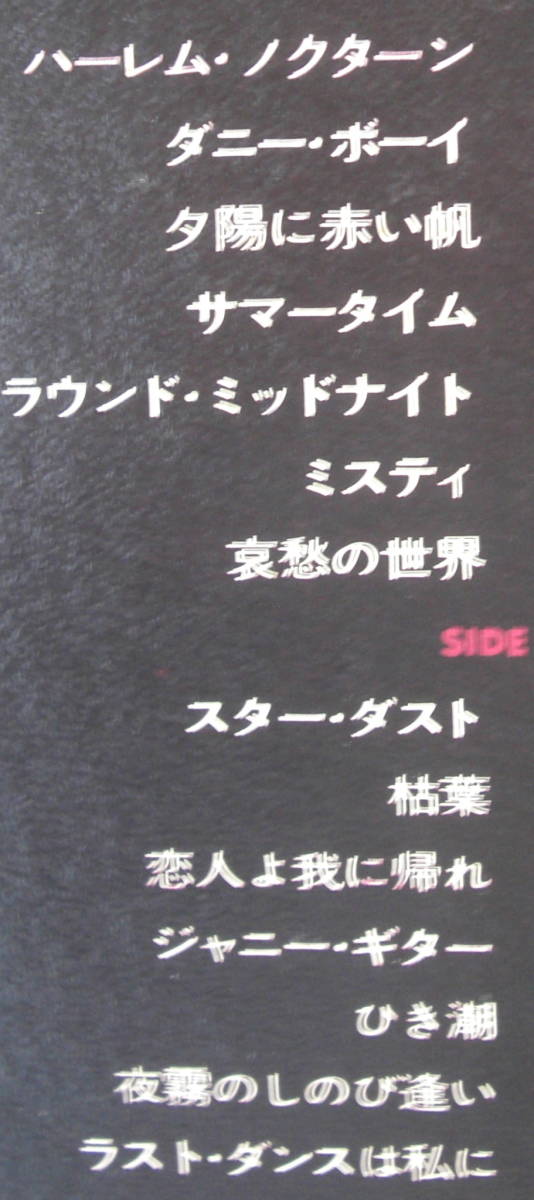 ハーレム・ノクターン
ダニー・ボーイ
夕陽に赤い帆
サマータイム
ラウンド・ミッドナイト
ミスティ
哀愁の世界
SIDE
スター・ダスト
枯葉
恋人よ我に帰れ
ジャニー・ギター
ひき潮
夜霧のしのび逢い
ラスト・ダンスは私に